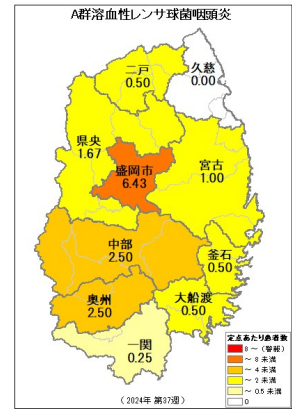 A群溶血性レンサ球菌咽頭炎
久慈
0.00
二戸
0.50
県央
1.67
盛岡市
6.43
宮古
1.00
中部
2.50
釜石
0.50
奥州
2.50
大船渡
0.50
一関
0.25
定点あたり患者数
8～（警報）
～8未満
～4未満
～2未満
～0.5未満
0
（2024年 第37週）